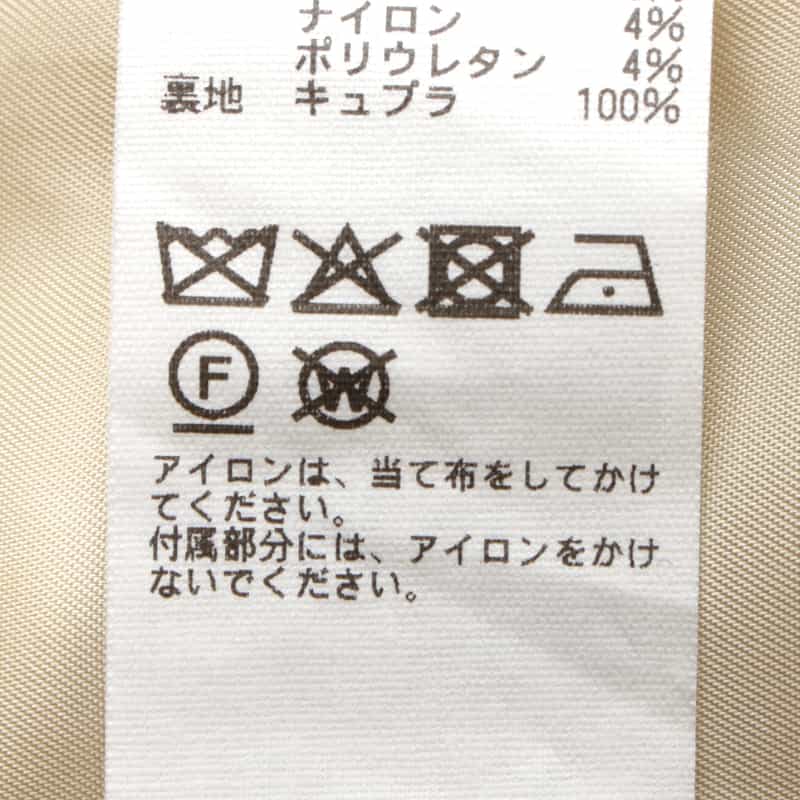 ナイロン 4%
ポリウレタン 4%
裏地 キュプラ 100%
F
W
アイロンは、当て布をしてかけ
てください。
付属部分には、アイロンをかけ
ないでください。